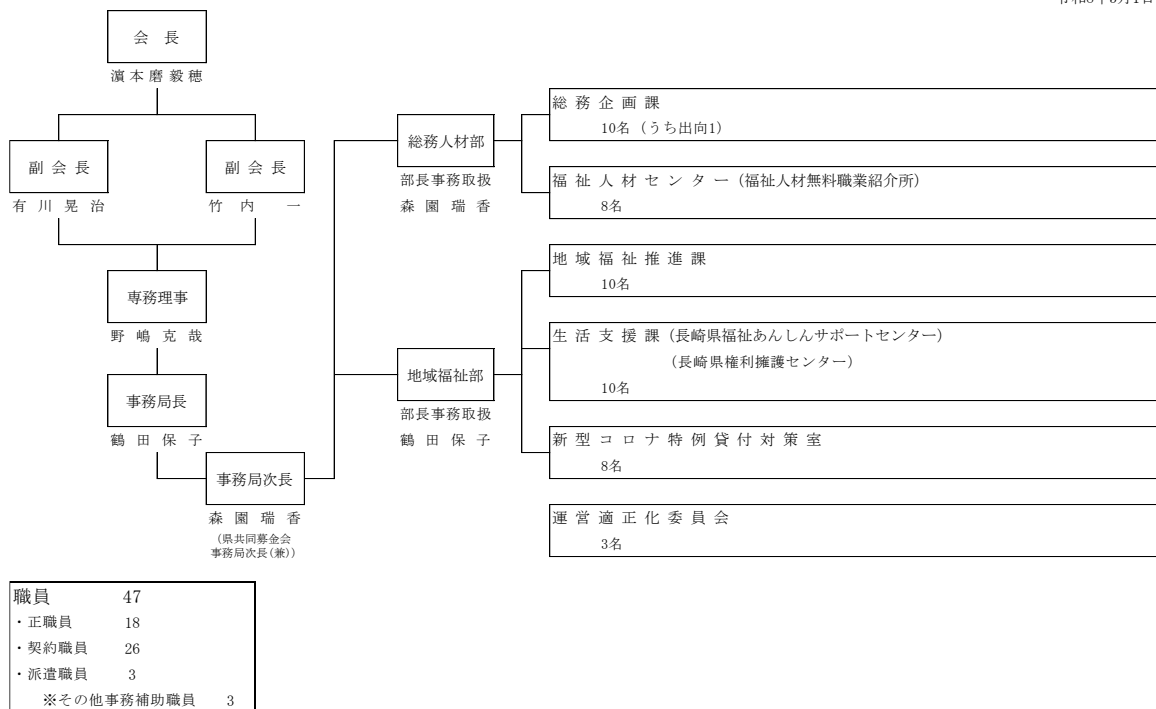 会 長
濵本磨毅穂
副 会 長
有 川 晃 治
副 会 長
竹 内 一
専務理事
野 嶋 克 哉
事務局長
鶴 田 保 子
事務局次長
森 園 瑞 香
(県共同募金会
事務局次長(兼))
総務人材部
部長事務取扱
森 園 瑞 香
地域福祉部
部長事務取扱
鶴 田 保 子
総 務 企 画 課
10名 (うち出向1)
福 祉 人 材 セ ン タ ー (福祉人材無料職業紹介所)
8名
地 域 福 祉 推 進 課
10名
生 活 支 援 課 (長崎県福祉あんしんサポートセンター)
(長崎県権利擁護センター)
10名
新 型 コ ロ ナ 特 例 貸 付 対 策 室
8名
運 営 適 正 化 委 員 会
3名
職員 47
・正職員 18
・契約職員 26
・派遣職員 3
※その他事務補助職員 3